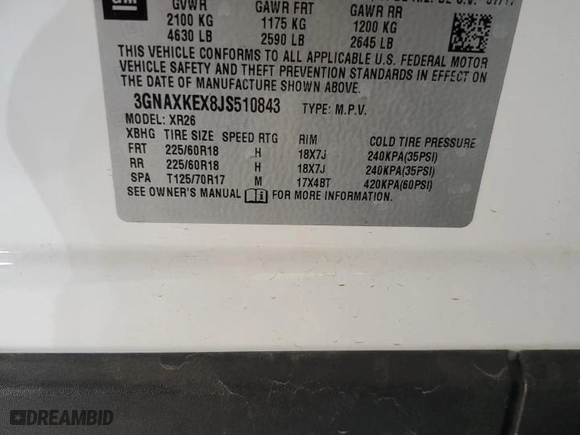 GM
GVWR GAWR FRT GAWR RR
2100 KG 1175 KG 1200 KG
4630 LB 2590 LB 2645 LB
THIS VEHICLE CONFORMS TO ALL APPLICABLE U.S. FEDERAL MOTOR
VEHICLE SAFETY AND THEFT PREVENTION STANDARDS IN EFFECT ON
THE DATE OF MANUFACTURE SHOWN ABOVE.
3GNAXKEX8JS510843 TYPE: M.P.V.
MODEL: XR26
XBHG TIRE SIZE SPEED RTG RIM COLD TIRE PRESSURE
FRT 225/60R18 H 18X7J 240KPA(35PSI)
RR 225/60R18 H 18X7J 240KPA(35PSI)
SPA T125/70R17 M 17X4BT 420KPA(60PSI)
SEE OWNER'S MANUAL FOR MORE INFORMATION.
DREAMBID